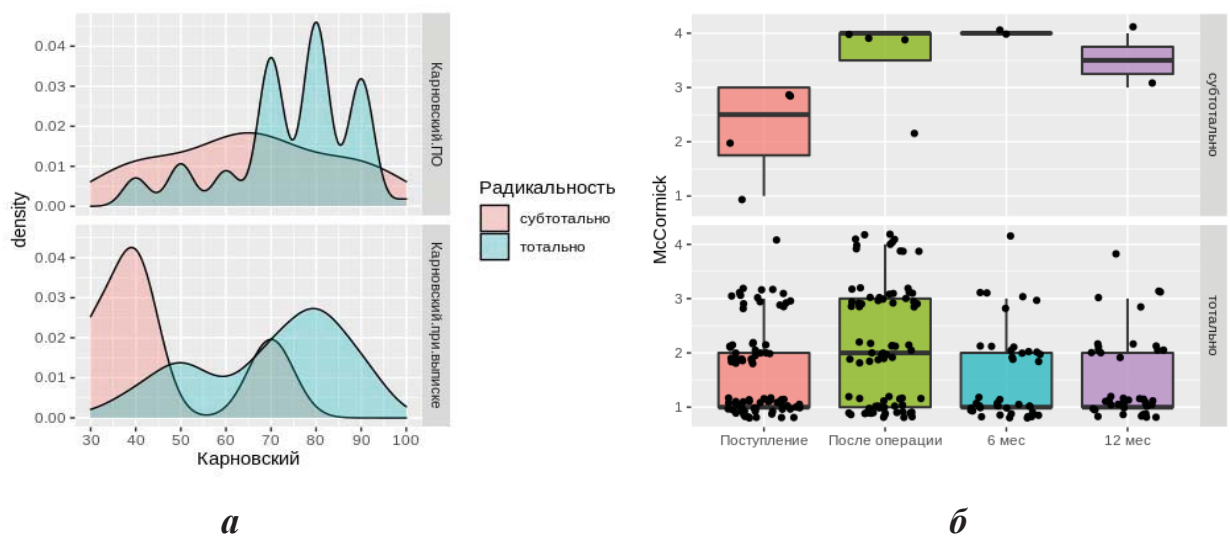 density
0.04
0.03
0.02
0.01
0.00
Карновский.ПО
0.04
0.03
0.02
0.01
0.00
Карновский.при.выписке
30 40 50 60 70 80 90 100
Карновский
Радикальность
субтотально
тотально
McCormick
4
3
2
1
субтотально
4
3
2
1
тотально
Поступление После операции 6 мес 12 мес
а б